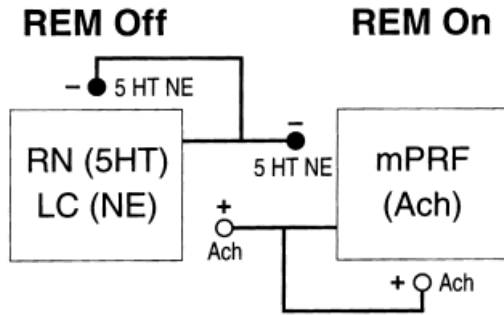 REM Off
REM On
− 5 HT NE
RN (5HT)
LC (NE)
−
5 HT NE
+
Ach
mPRF
(Ach)
+ Ach